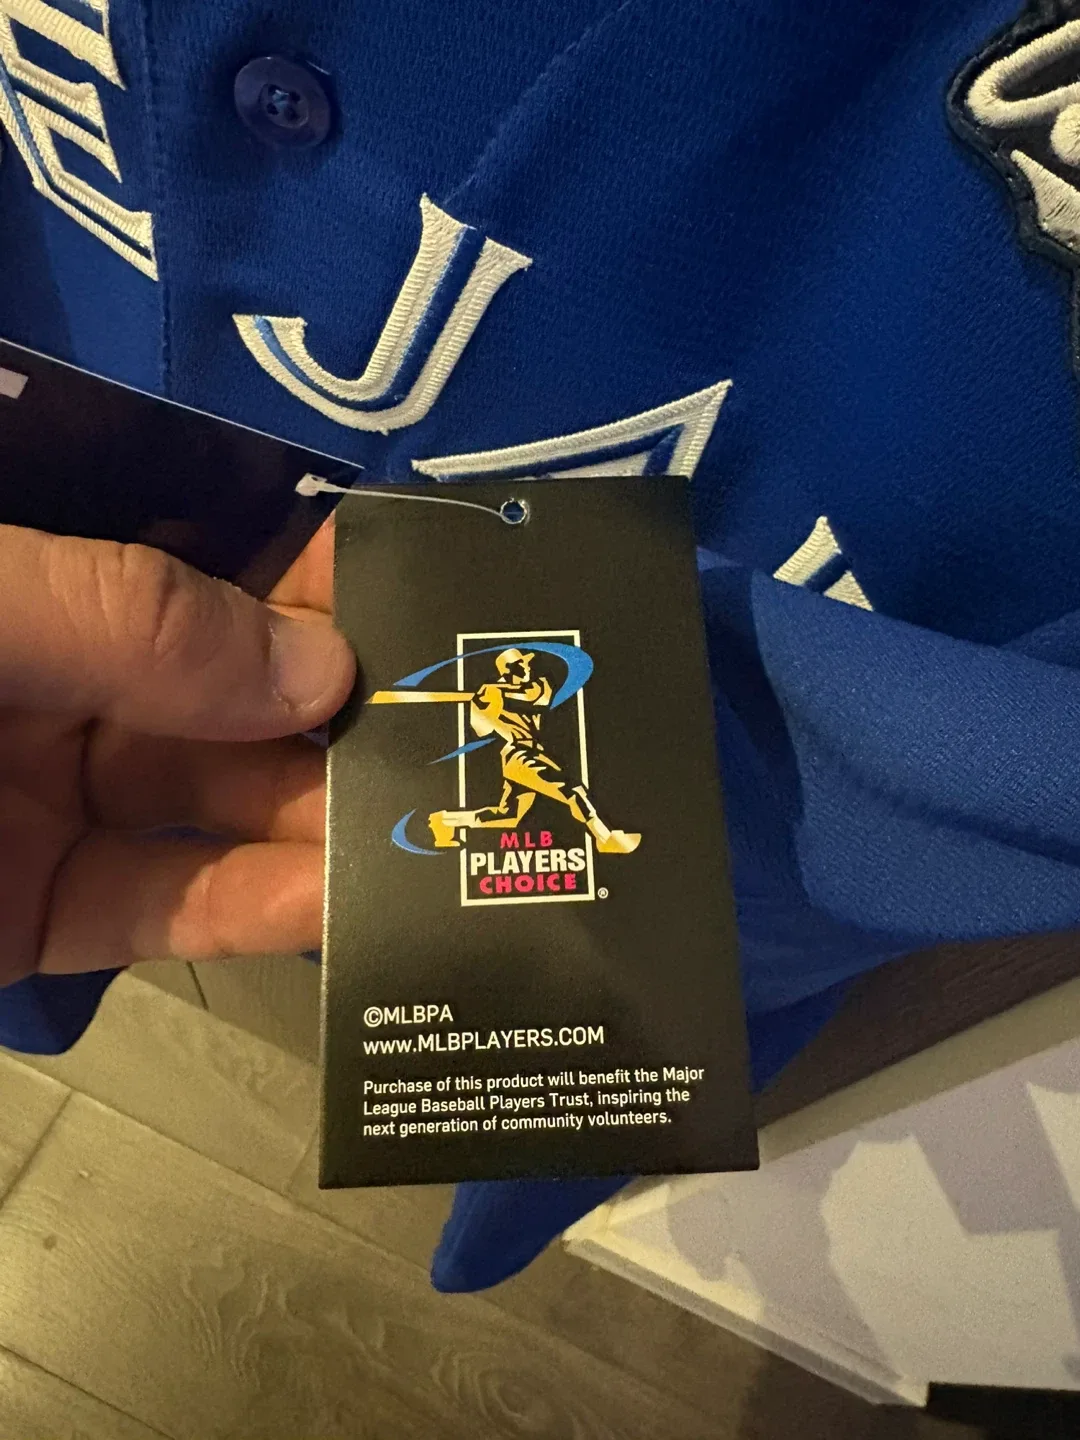 J
MLB
PLAYERS
CHOICE
®
©MLBPA
www.MLBPLAYERS.COM
Purchase of this product will benefit the Major
League Baseball Players Trust, inspiring the
next generation of community volunteers.